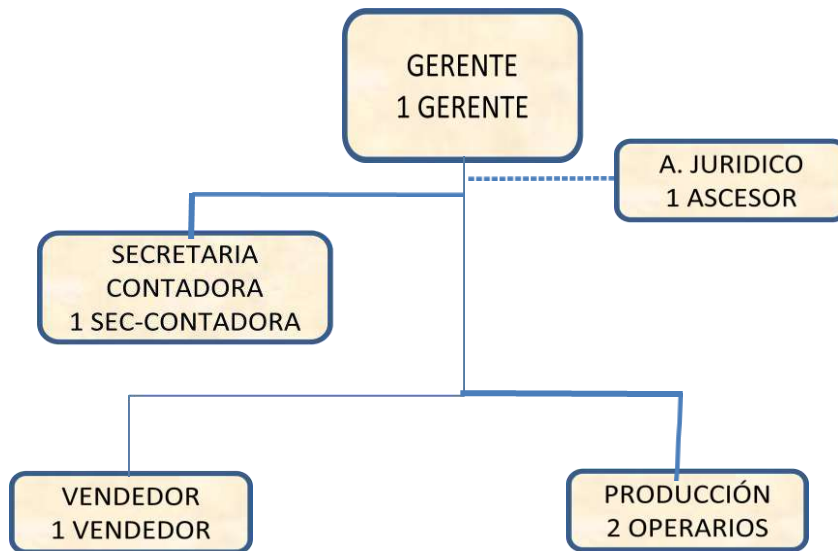 GERENTE
1 GERENTE
A. JURIDICO
1 ASCESOR
SECRETARIA
CONTADORA
1 SEC-CONTADORA
VENDEDOR
1 VENDEDOR
PRODUCCIÓN
2 OPERARIOS